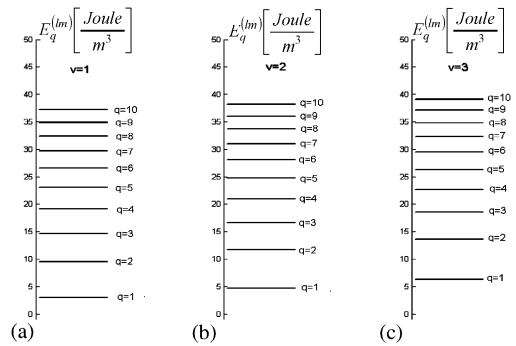 E_q^(lm) [Joule/m^3]
v=1
50
45
40
35
30
25
20
15
10
5
0
q=10
q=9
q=8
q=7
q=6
q=5
q=4
q=3
q=2
q=1
(a)
E_q^(lm) [Joule/m^3]
v=2
50
45
40
35
30
25
20
15
10
5
0
q=10
q=9
q=8
q=7
q=6
q=5
q=4
q=3
q=2
q=1
(b)
E_q^(lm) [Joule/m^3]
v=3
50
45
40
35
30
25
20
15
10
5
0
q=10
q=9
q=8
q=7
q=6
q=5
q=4
q=3
q=2
q=1
(c)